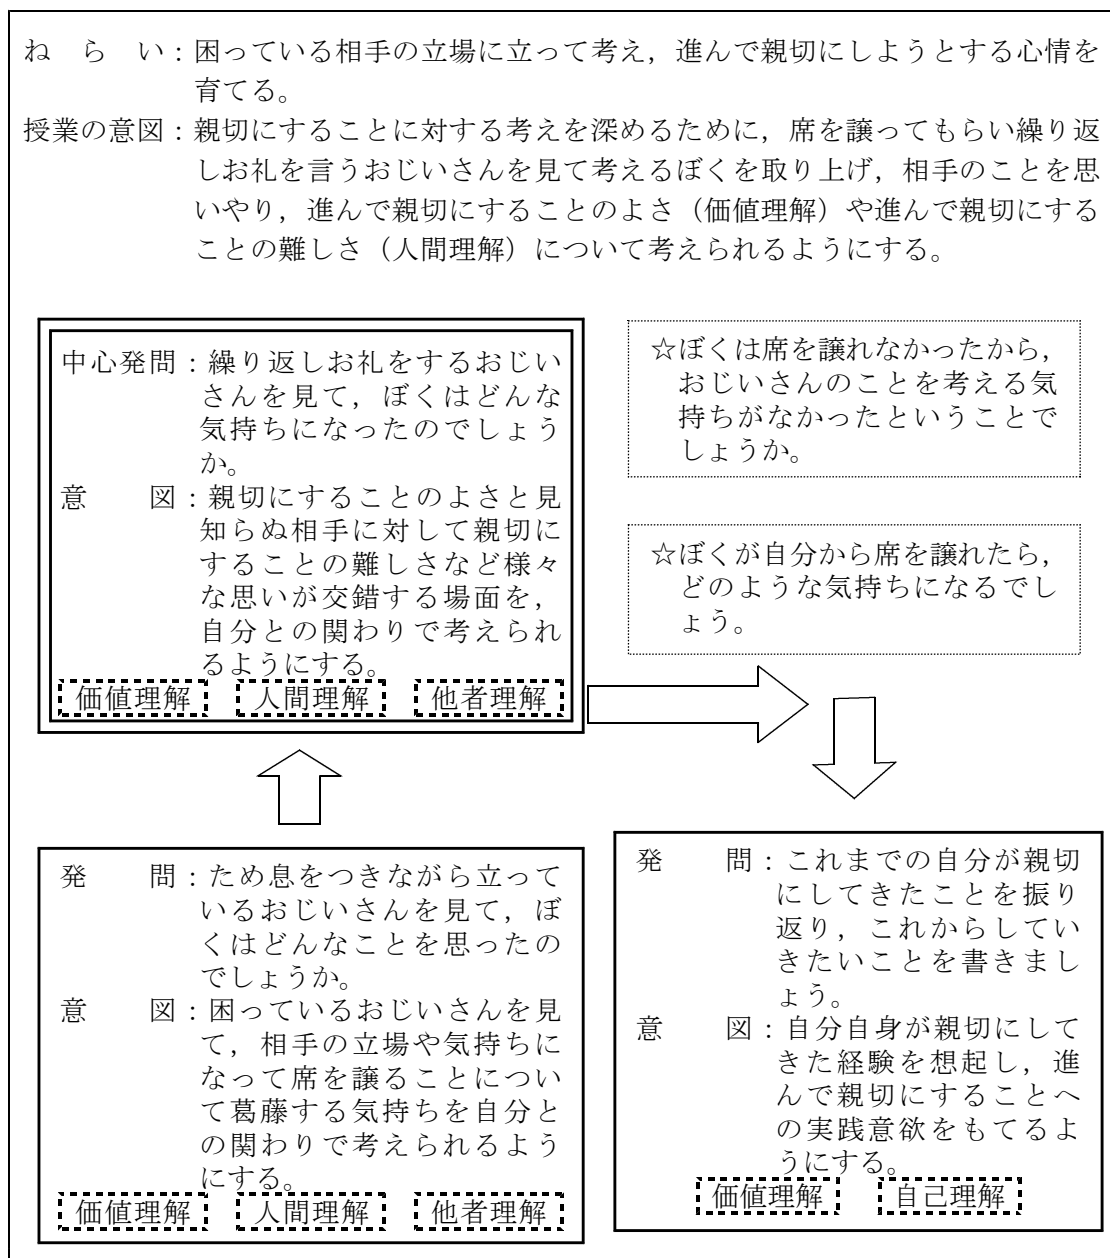 ね　ら　い：困っている相手の立場に立って考え，進んで親切にしようとする心情を
育てる。
授業の意図：親切にすることに対する考えを深めるために，席を譲ってもらい繰り返
しお礼を言うおじいさんを見て考えるぼくを取り上げ，相手のことを思
いやり，進んで親切にすることのよさ（価値理解）や進んで親切にする
ことの難しさ（人間理解）について考えられるようにする。
中心発問：繰り返しお礼をするおじい
さんを見て，ぼくはどんな
気持ちになったのでしょう
か。
意　　図：親切にすることのよさと見
知らぬ相手に対して親切に
することの難しさなど様々
な思いが交錯する場面を，
自分との関わりで考えられ
るようにする。
価値理解　人間理解　他者理解
☆ぼくは席を譲れなかったから，
おじいさんのことを考える気
持ちがなかったということで
しょうか。
☆ぼくが自分から席を譲れたら，
どのような気持ちになるでし
ょう。
発　　問：ため息をつきながら立って
いるおじいさんを見て，ぼ
くはどんなことを思ったの
でしょうか。
意　　図：困っているおじいさんを見
て，相手の立場や気持ちに
なって席を譲ることについ
て葛藤する気持ちを自分と
の関わりで考えられるよう
にする。
価値理解　人間理解　他者理解
発　　問：これまでの自分が親切
にしてきたことを振り
返り，これからしてい
きたいことを書きまし
ょう。
意　　図：自分自身が親切にして
きた経験を想起し，進
んで親切にすることへ
の実践意欲をもてるよ
うにする。
価値理解　自己理解